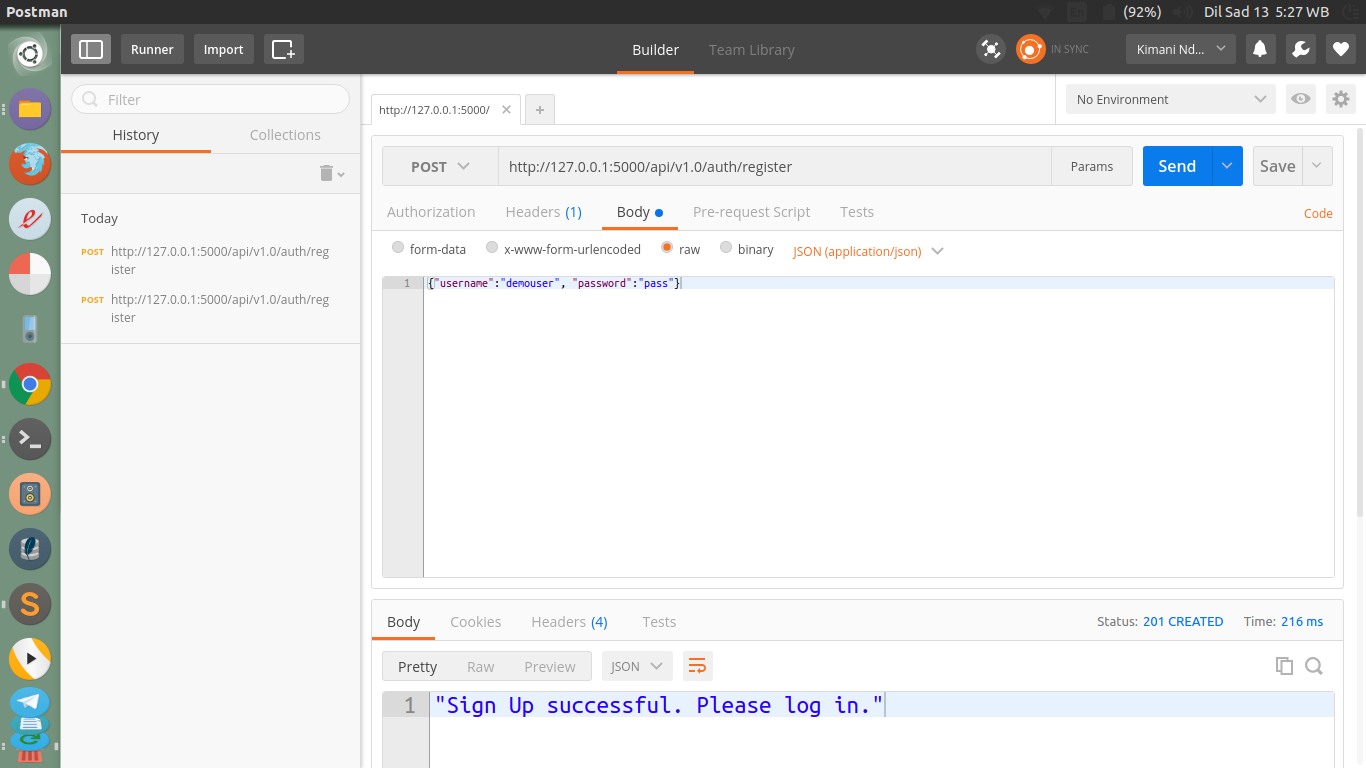 Postman
En (92%) Dil Sad 13 5:27 WB
Runner Import Builder Team Library IN SYNC Kimani Nd...
Filter
History Collections
Today
POST http://127.0.0.1:5000/api/v1.0/auth/reg
ister
POST http://127.0.0.1:5000/api/v1.0/auth/reg
ister
http://127.0.0.1:5000/ No Environment
POST http://127.0.0.1:5000/api/v1.0/auth/register Params Send Save
Authorization Headers (1) Body Pre-request Script Tests Code
form-data x-www-form-urlencoded raw binary JSON (application/json)
1 {"username":"demouser", "password":"pass"}
Body Cookies Headers (4) Tests Status: 201 CREATED Time: 216 ms
Pretty Raw Preview JSON
1 "Sign Up successful. Please log in."